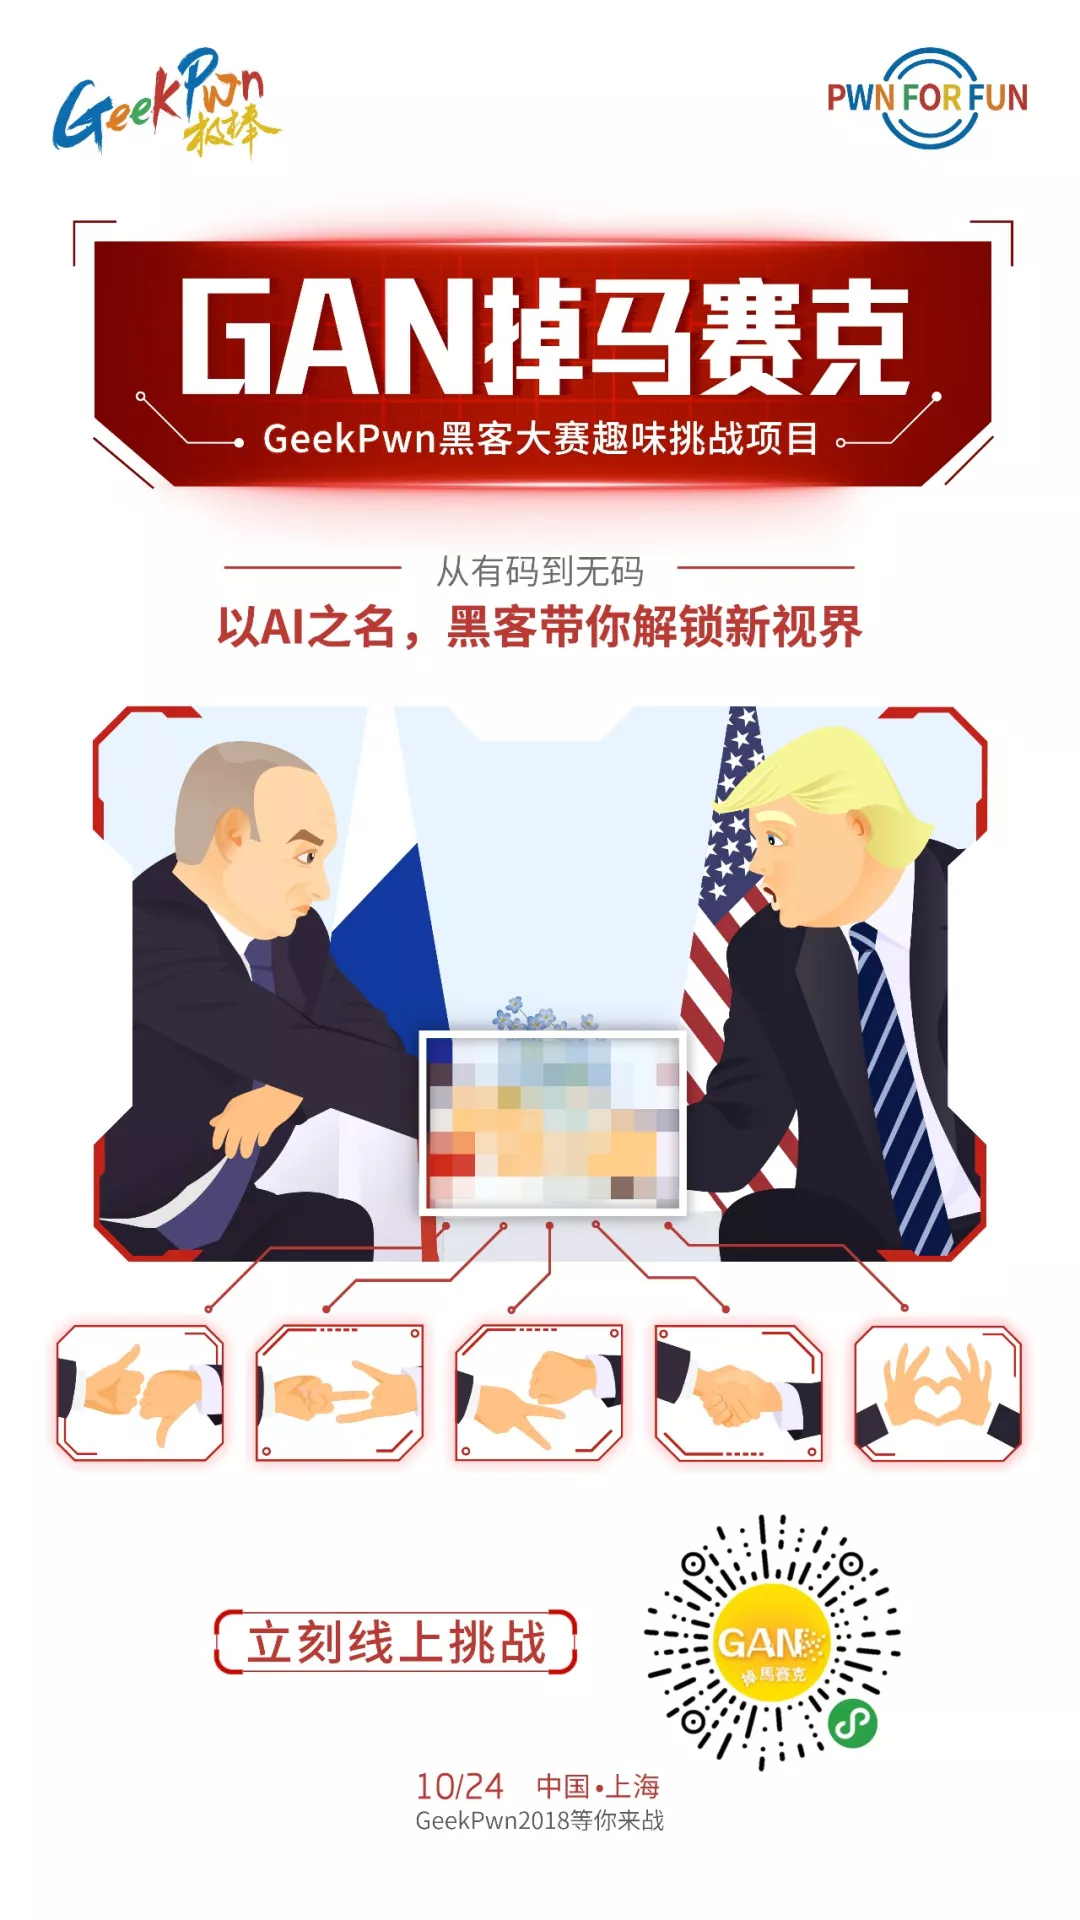 GeekPwn
极棒
PWN FOR FUN
GAN掉马赛克
GeekPwn黑客大赛趣味挑战项目
从有码到无码
以AI之名，黑客带你解锁新视界
立刻线上挑战
GAN
掉馬賽克
10/24 中国•上海
GeekPwn2018等你来战